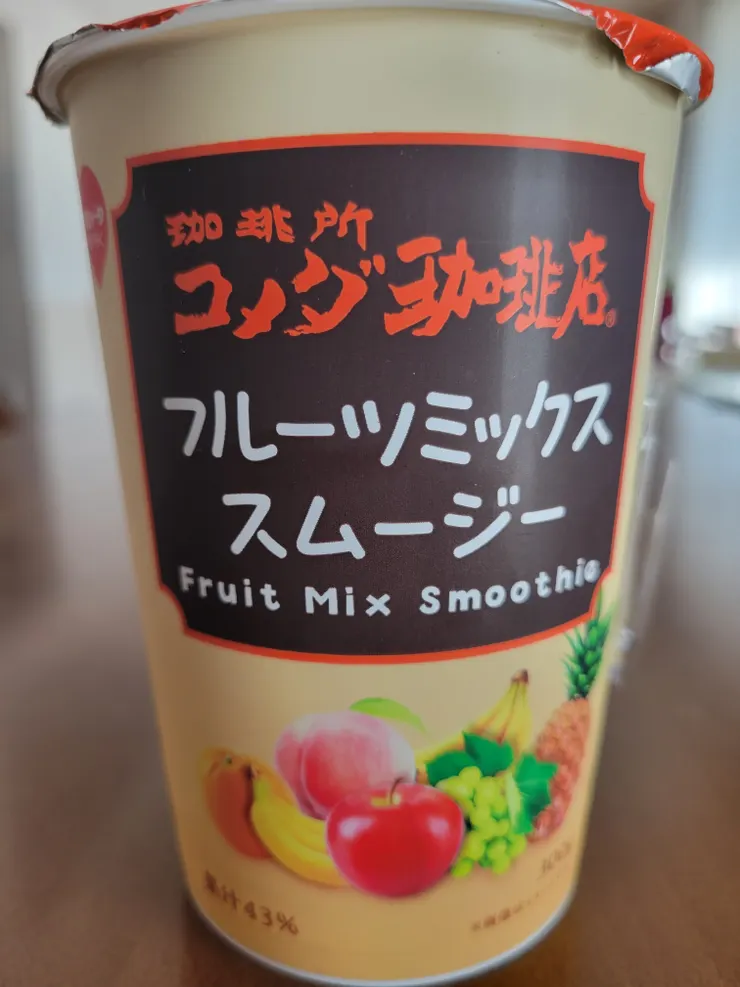 珈琲所
コメダ珈琲店®
フルーツミックス
スムージー
Fruit Mix Smoothie
果汁43%
300g